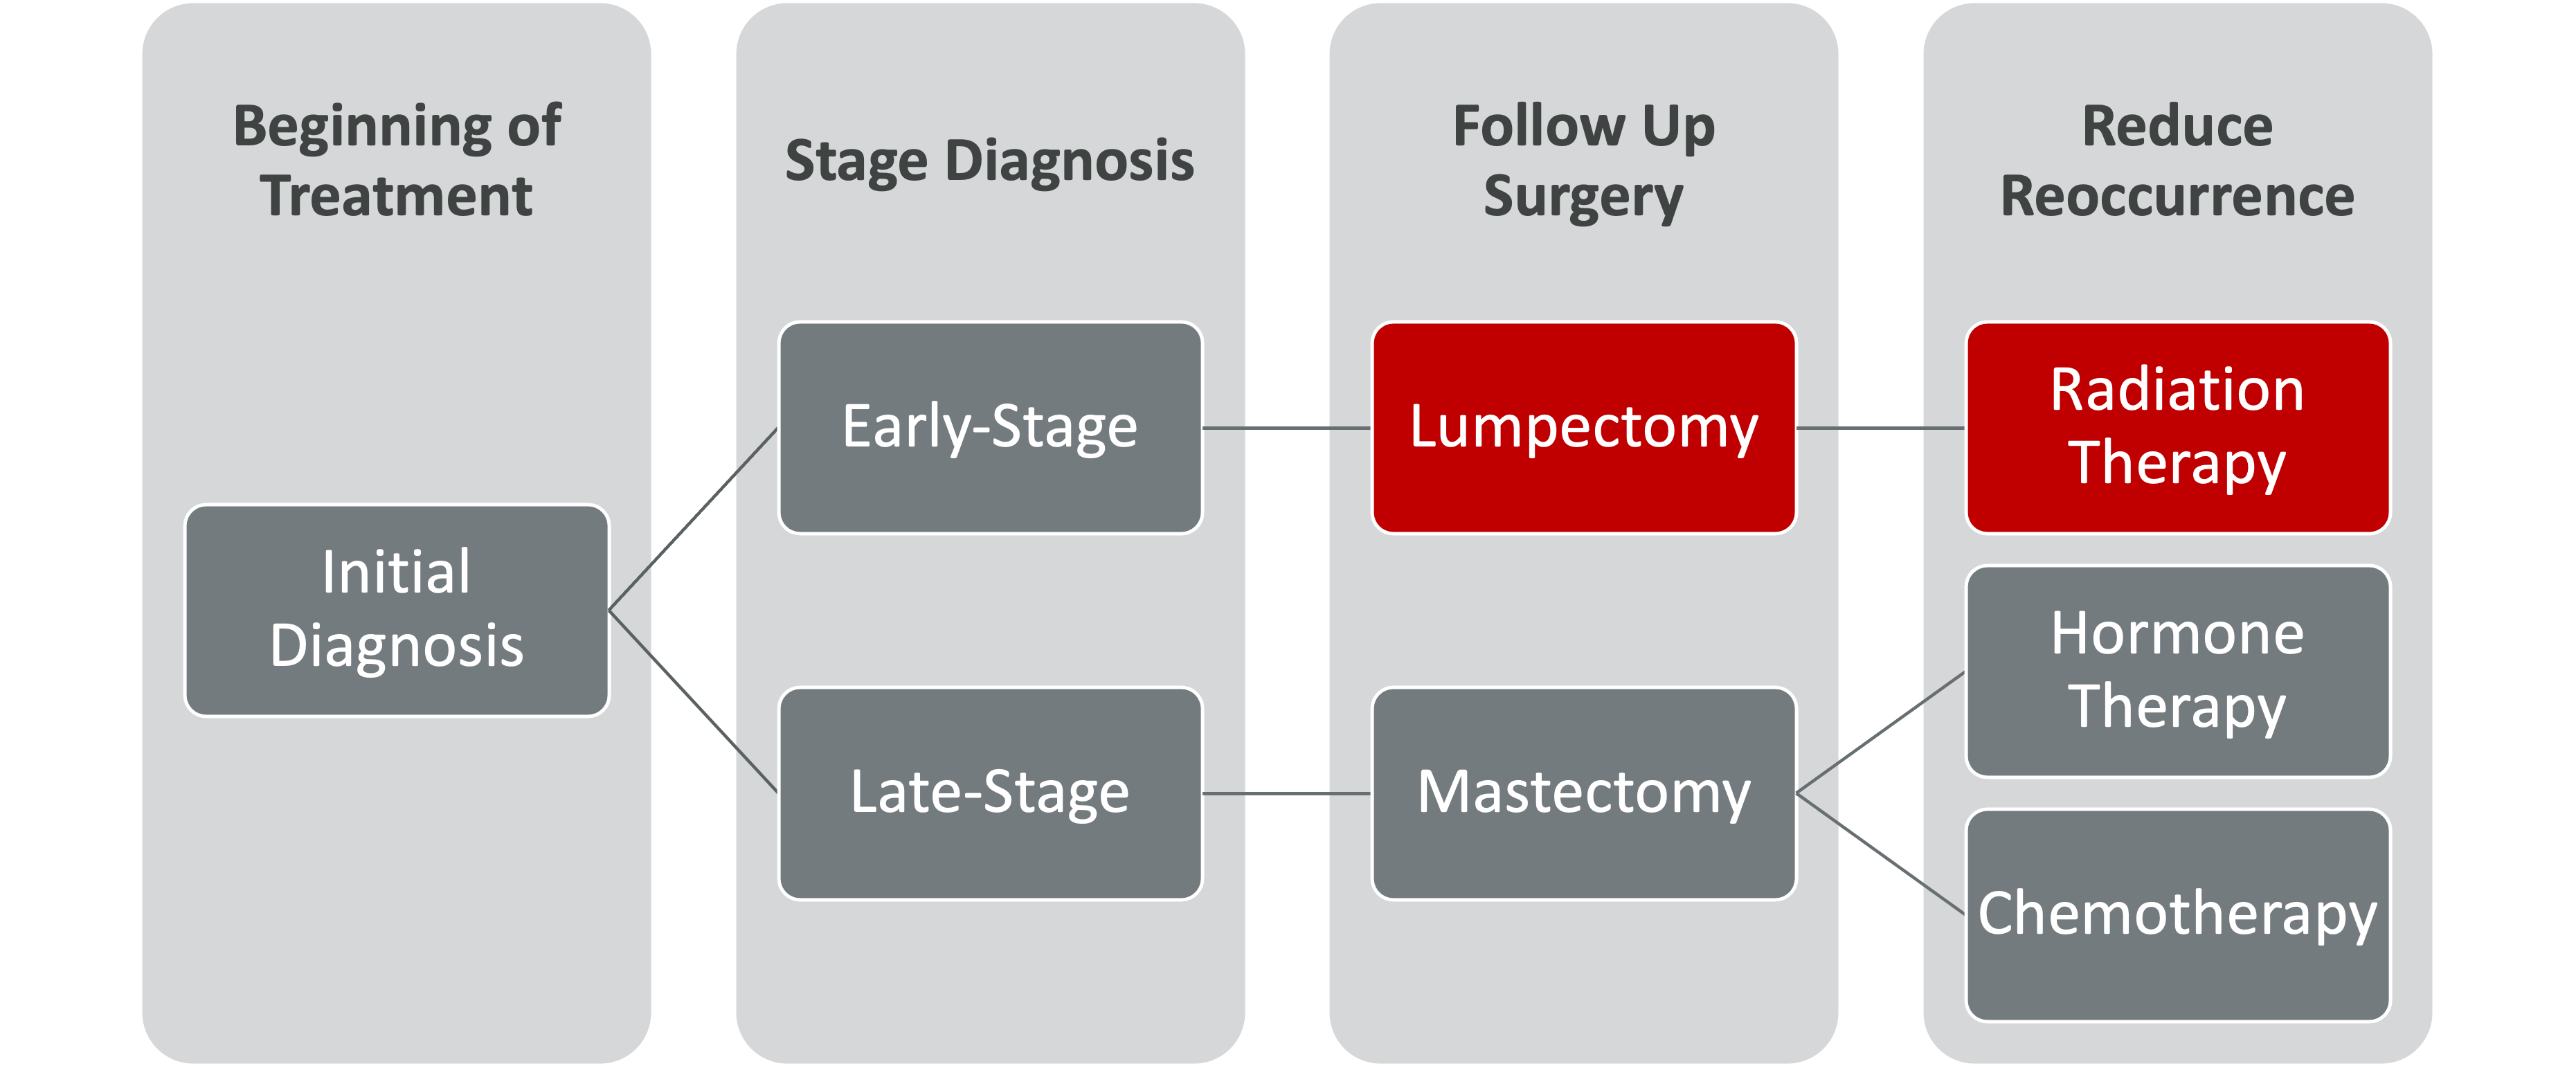 Beginning of
Treatment
Initial
Diagnosis
Stage Diagnosis
Early-Stage
Late-Stage
Follow Up
Surgery
Lumpectomy
Mastectomy
Reduce
Reoccurrence
Radiation
Therapy
Hormone
Therapy
Chemotherapy